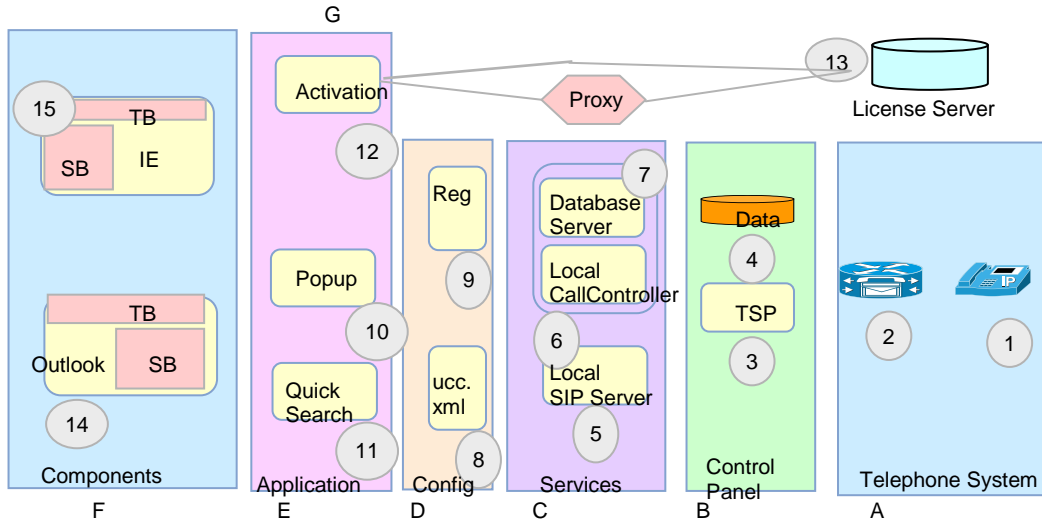 G
13
License Server
Activation
Proxy
15
TB
SB
IE
12
7
Reg
Database
Server
Data
4
Popup
9
Local
CallController
TSP
IP
2
1
10
6
3
TB
Outlook
SB
Quick
Search
ucc.
xml
Local
SIP Server
14
11
8
5
Components
Application
Config
Services
Control
Panel
Telephone System
F
E
D
C
B
A